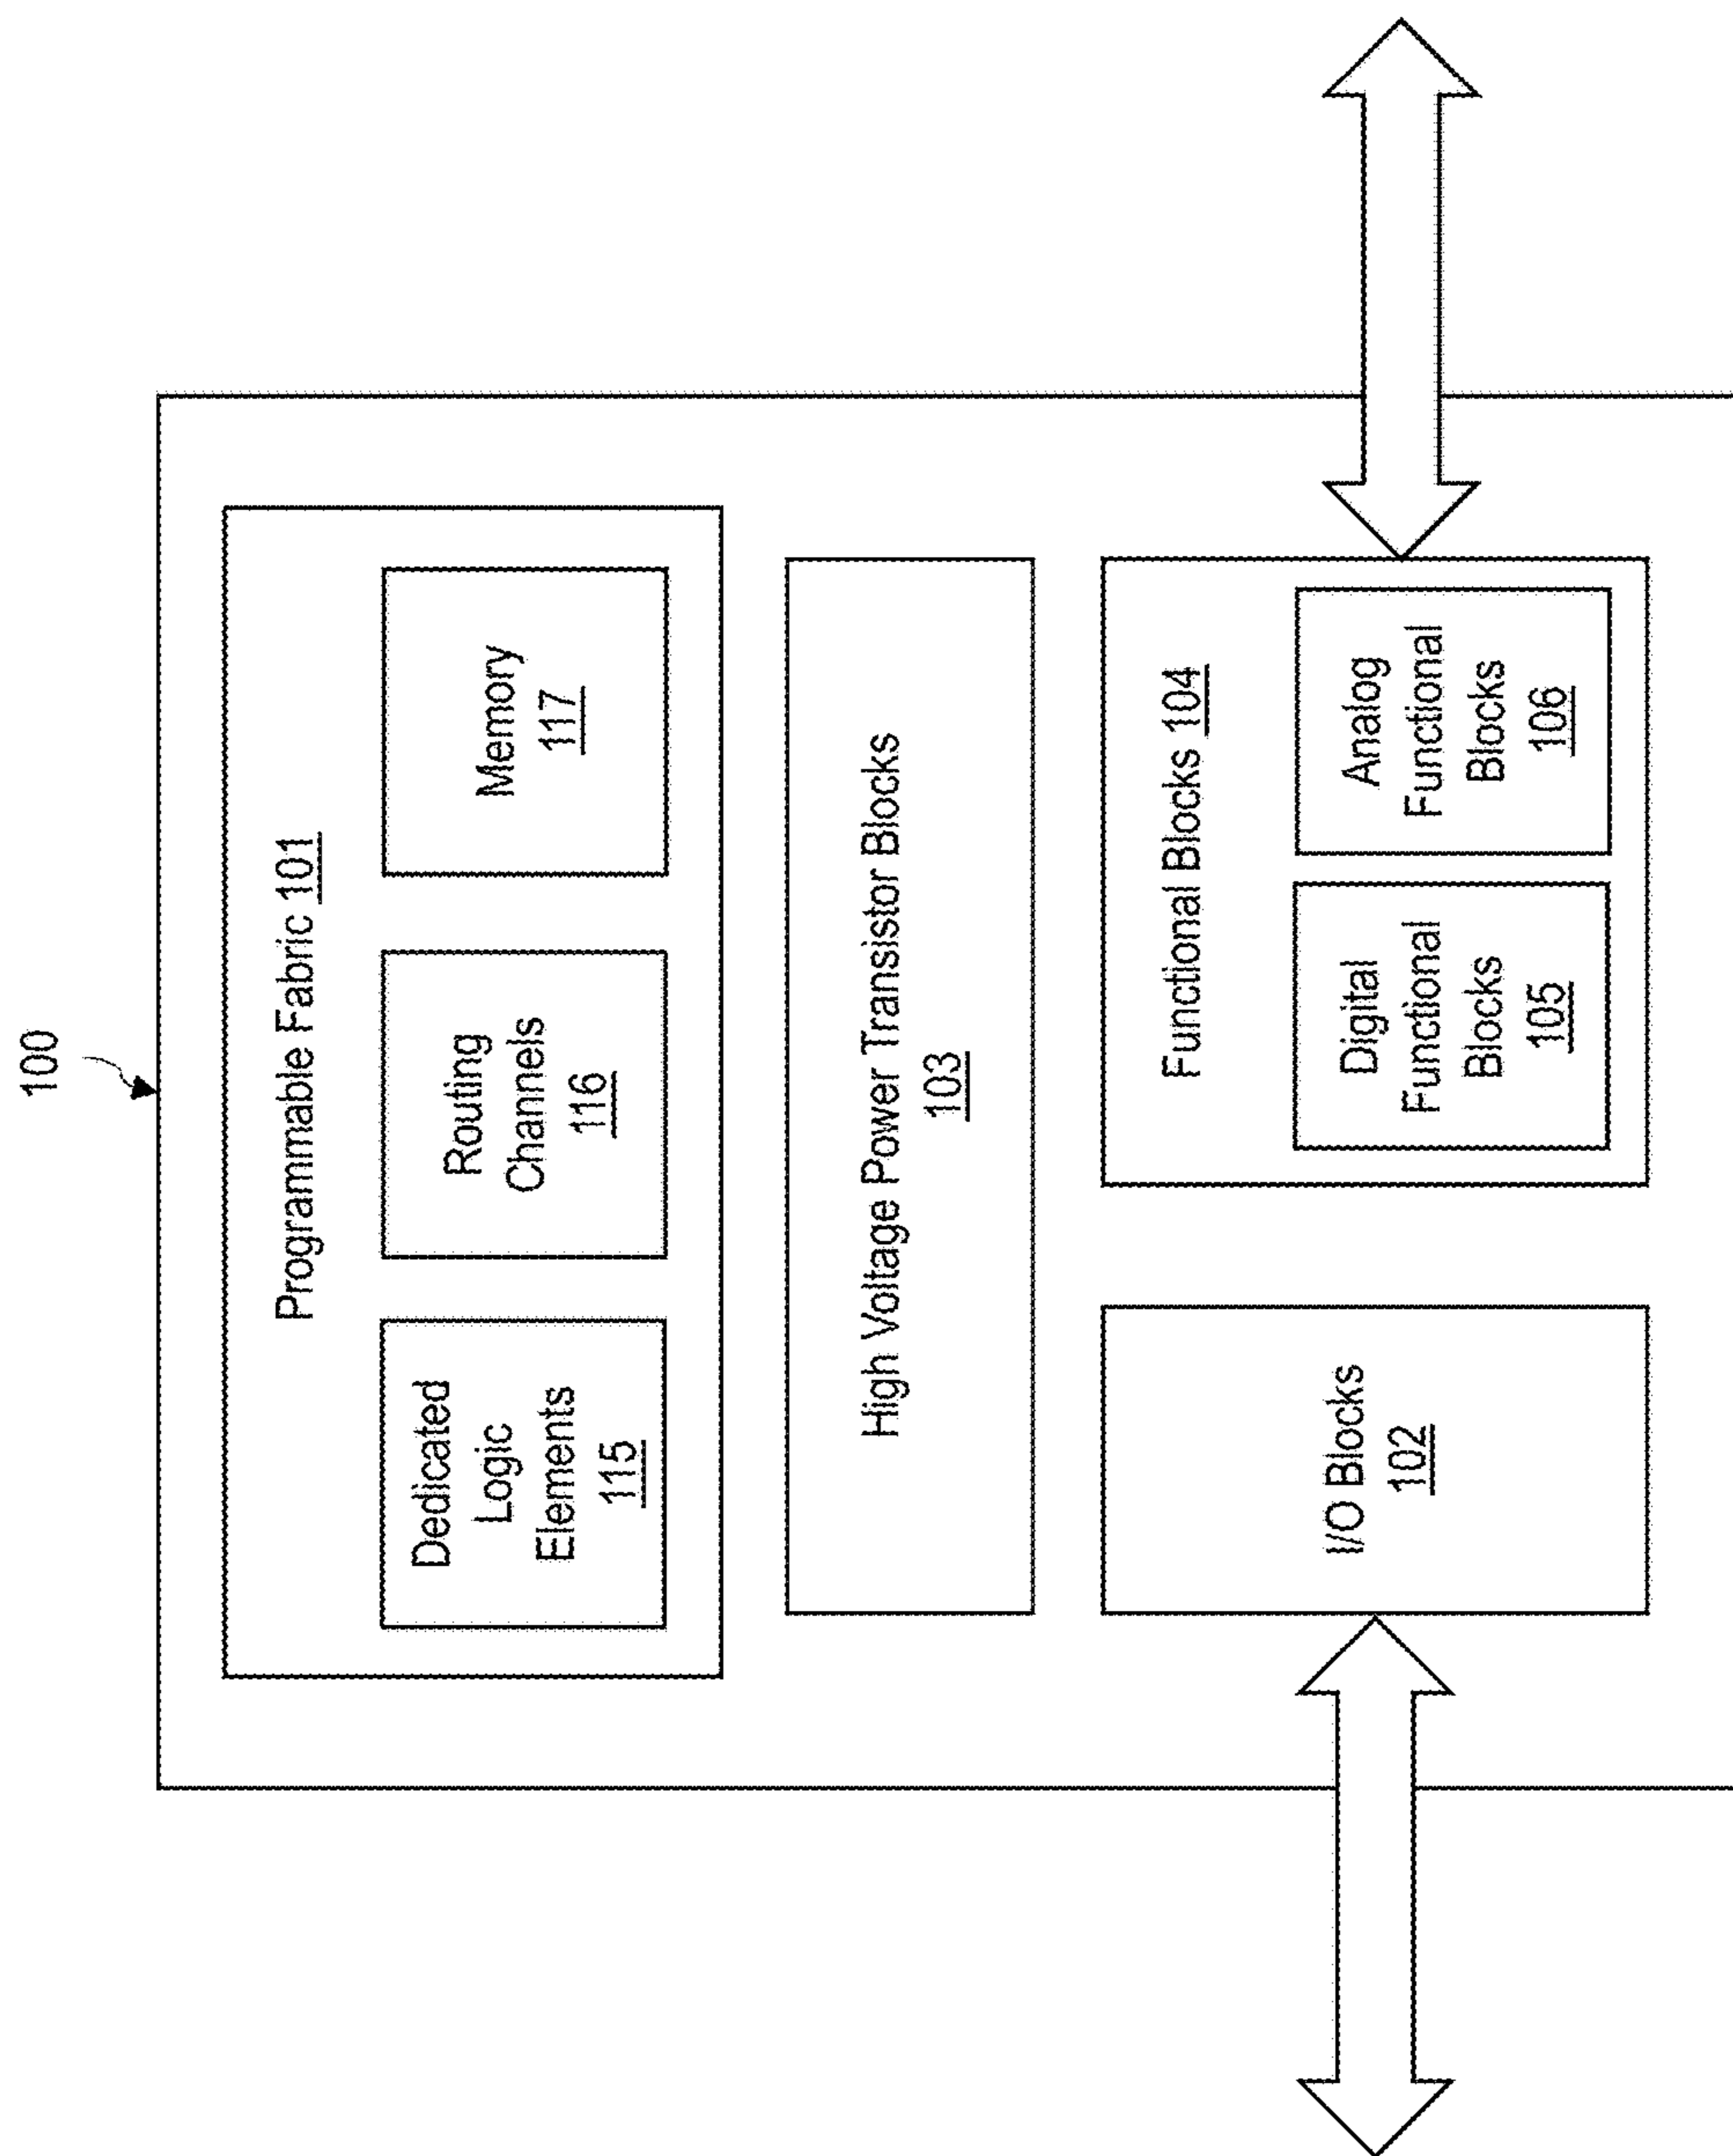 100
Programmable Fabric 101
Dedicated
Logic
Elements
115
Routing
Channels
116
Memory
117
High Voltage Power Transistor Blocks
103
I/O Blocks
102
Functional Blocks 104
Digital
Functional
Blocks
105
Analog
Functional
Blocks
106